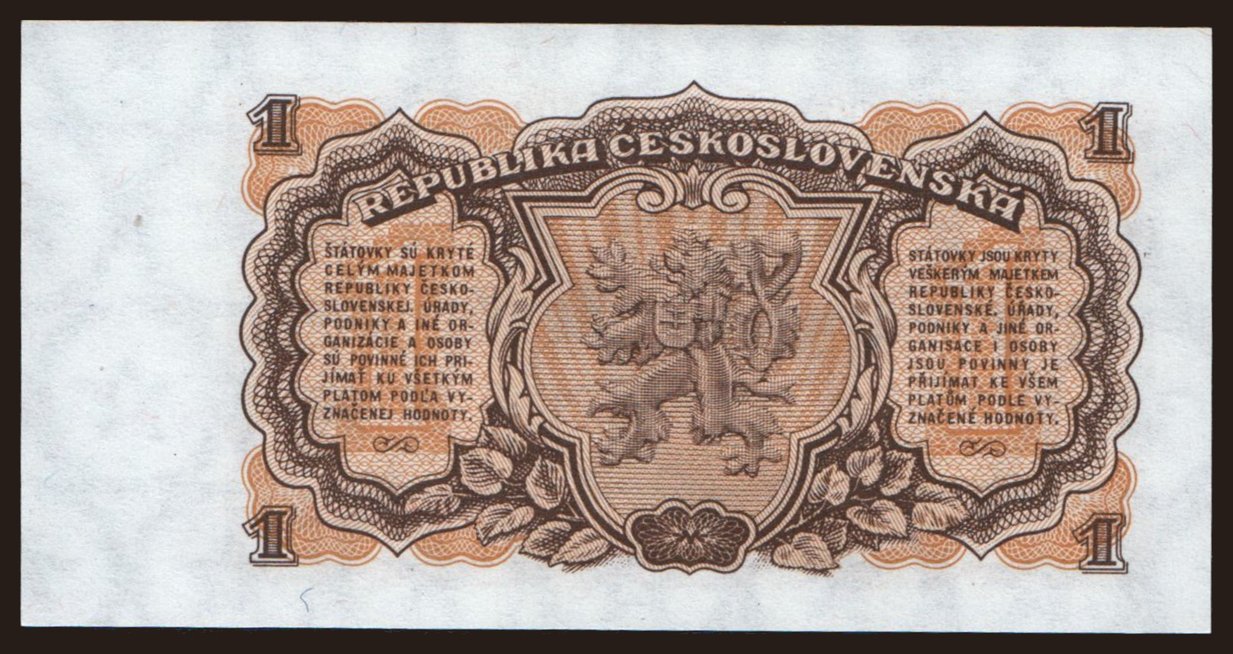 1
1
REPUBLIKA ČESKOSLOVENSKÁ
ŠTÁTOVKY SÚ KRYTÉ
CELÝM MAJETKOM
REPUBLIKY ČESKO-
SLOVENSKEJ. ÚRADY,
PODNIKY A INÉ OR-
GANIZÁCIE A OSOBY
SÚ POVINNÉ ICH PRI-
JÍMAŤ KU VŠETKÝM
PLATOM PODĽA VY-
ZNAČENEJ HODNOTY.
STÁTOVKY JSOU KRYTY
VEŠKERÝM MAJETKEM
REPUBLIKY ČESKO-
SLOVENSKÉ. ÚŘADY,
PODNIKY A JINÉ OR-
GANISACE I OSOBY
JSOU POVINNY JE
PŘIJÍMAT KE VŠEM
PLATŮM PODLE VY-
ZNAČENÉ HODNOTY.
1
1